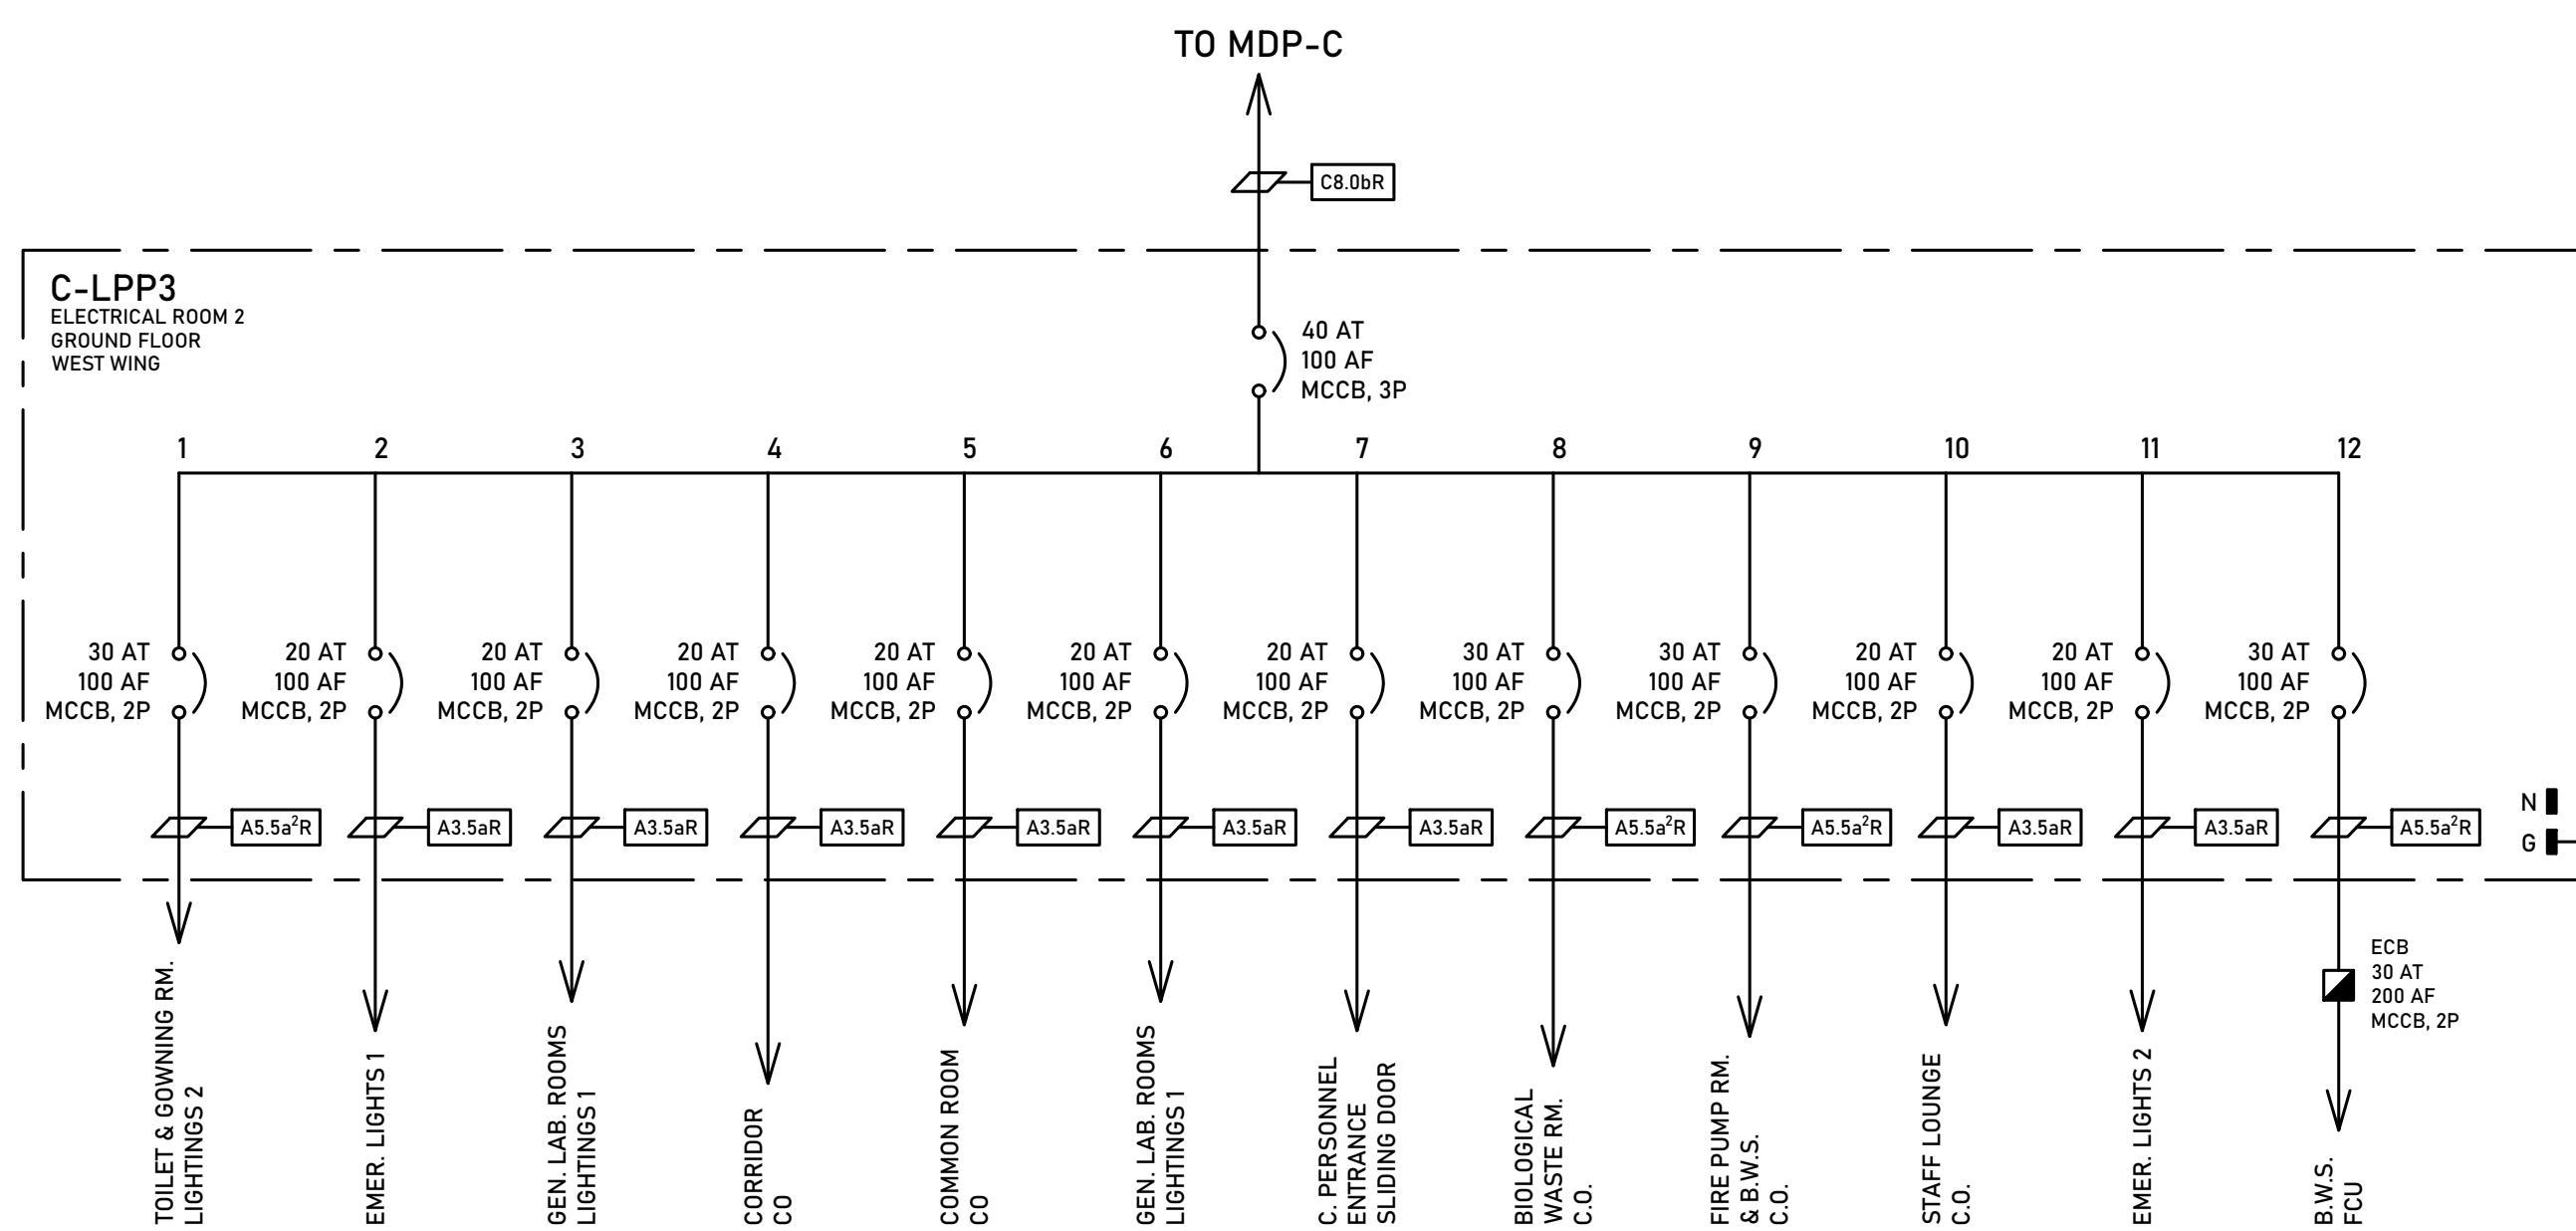 TO MDP-C
C8.0bR
C-LPP3
ELECTRICAL ROOM 2
GROUND FLOOR
WEST WING
40 AT
100 AF
MCCB, 3P
1
2
3
4
5
6
7
8
9
10
11
12
30 AT
100 AF
MCCB, 2P
20 AT
100 AF
MCCB, 2P
20 AT
100 AF
MCCB, 2P
20 AT
100 AF
MCCB, 2P
20 AT
100 AF
MCCB, 2P
20 AT
100 AF
MCCB, 2P
20 AT
100 AF
MCCB, 2P
30 AT
100 AF
MCCB, 2P
30 AT
100 AF
MCCB, 2P
20 AT
100 AF
MCCB, 2P
20 AT
100 AF
MCCB, 2P
30 AT
100 AF
MCCB, 2P
A5.5a²R
A3.5aR
A3.5aR
A3.5aR
A3.5aR
A3.5aR
A3.5aR
A5.5a²R
A5.5a²R
A3.5aR
A3.5aR
A5.5a²R
N
G
ECB
30 AT
200 AF
MCCB, 2P
TOILET & GOWNING RM.
LIGHTINGS 2
EMER. LIGHTS 1
GEN. LAB. ROOMS
LIGHTINGS 1
CORRIDOR
CO
COMMON ROOM
CO
GEN. LAB. ROOMS
LIGHTINGS 1
C. PERSONNEL
ENTRANCE
SLIDING DOOR
BIOLOGICAL
WASTE RM.
C.O.
FIRE PUMP RM.
& B.W.S.
C.O.
STAFF LOUNGE
C.O.
EMER. LIGHTS 2
B.W.S.
FCU